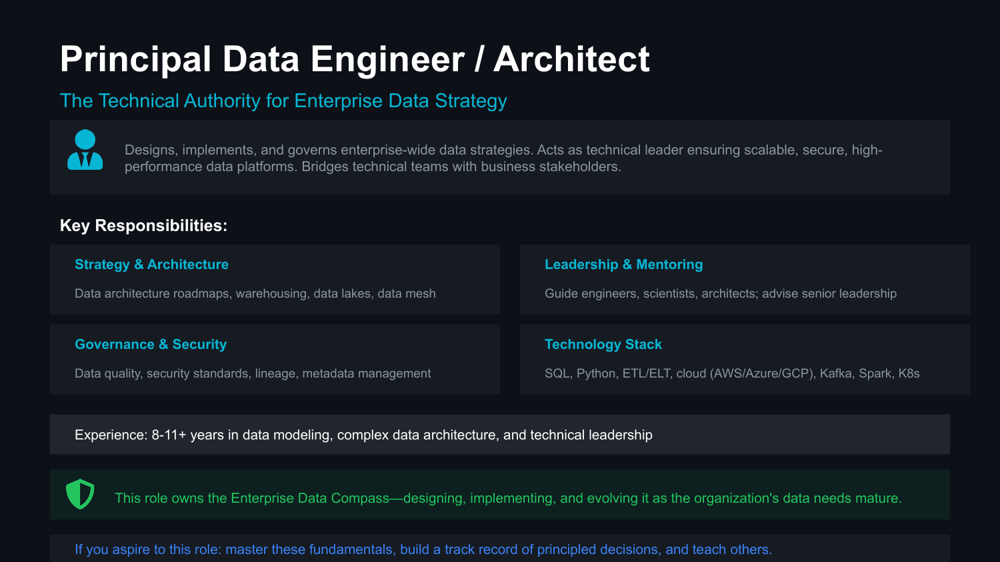 Principal Data Engineer / Architect
The Technical Authority for Enterprise Data Strategy
Designs, implements, and governs enterprise-wide data strategies. Acts as technical leader ensuring scalable, secure, high-
performance data platforms. Bridges technical teams with business stakeholders.
Key Responsibilities:
Strategy & Architecture
Data architecture roadmaps, warehousing, data lakes, data mesh
Leadership & Mentoring
Guide engineers, scientists, architects; advise senior leadership
Governance & Security
Data quality, security standards, lineage, metadata management
Technology Stack
SQL, Python, ETL/ELT, cloud (AWS/Azure/GCP), Kafka, Spark, K8s
Experience: 8-11+ years in data modeling, complex data architecture, and technical leadership
This role owns the Enterprise Data Compass—designing, implementing, and evolving it as the organization's data needs mature.
If you aspire to this role: master these fundamentals, build a track record of principled decisions, and teach others.